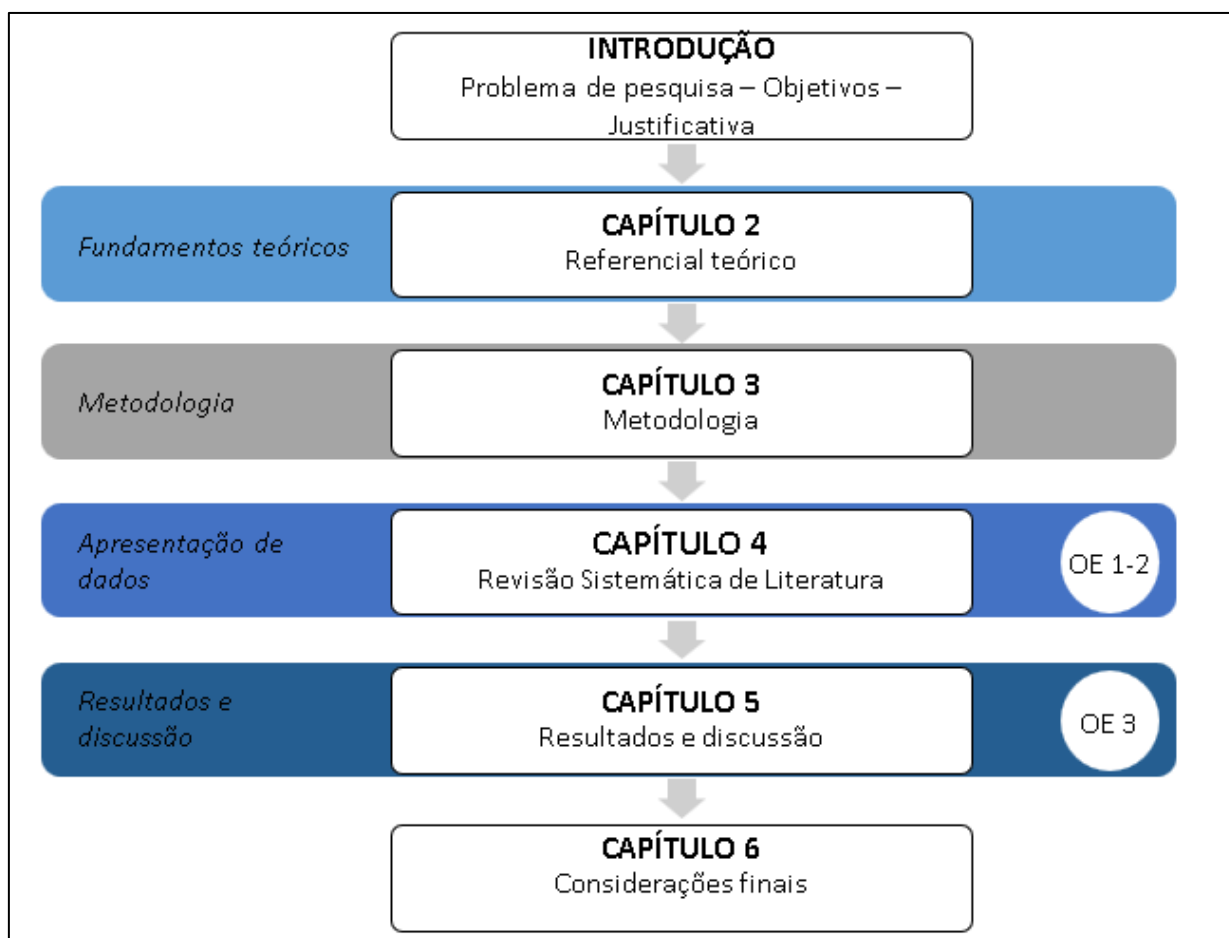 INTRODUÇÃO
Problema de pesquisa – Objetivos –
Justificativa
Fundamentos teóricos
CAPÍTULO 2
Referencial teórico
Metodologia
CAPÍTULO 3
Metodologia
Apresentação de
dados
CAPÍTULO 4
Revisão Sistemática de Literatura
OE 1-2
Resultados e
discussão
CAPÍTULO 5
Resultados e discussão
OE 3
CAPÍTULO 6
Considerações finais